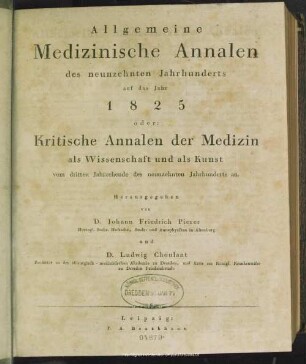 Allgemeine
Medizinische Annalen
des neunzehnten Jahrhunderts
auf das Jahr
1825
oder:
Kritische Annalen der Medizin
als Wissenschaft und als Kunst
vom dritten Jahrzehende des neunzehnten Jahrhunderts an.
Herausgegeben
von
D. Johann Friedrich Pierer
und
D. Ludwig Choulant
Leipzig:
F. A. Brockhaus